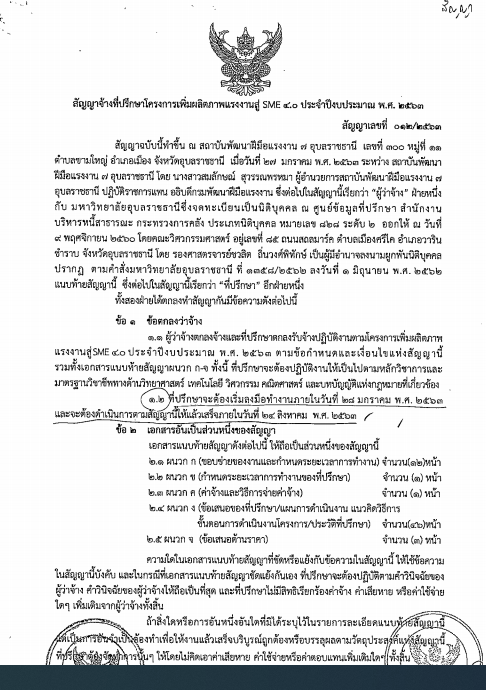 สัญญา
สัญญาจ้างที่ปรึกษาโครงการเพิ่มผลิตภาพแรงงานสู่ SME ๔.๐ ประจำปีงบประมาณ พ.ศ. ๒๕๖๓
สัญญาเลขที่ ๐๑๒/๒๕๖๓
สัญญาฉบับนี้ทำขึ้น ณ สถาบันพัฒนาฝีมือแรงงาน ๗ อุบลราชธานี เลขที่ ๓๐๐ หมู่ที่ ๑๑
ตำบลขามใหญ่ อำเภอเมือง จังหวัดอุบลราชธานี เมื่อวันที่ ๒๗ มกราคม พ.ศ. ๒๕๖๓ ระหว่าง สถาบันพัฒนา
ฝีมือแรงงาน ๗ อุบลราชธานี โดย นางสาวสมลักษณ์ สุวรรณพรหมา ผู้อำนวยการสถาบันพัฒนาฝีมือแรงงาน ๗
อุบลราชธานี ปฏิบัติราชการแทน อธิบดีกรมพัฒนาฝีมือแรงงาน ซึ่งต่อไปในสัญญานี้เรียกว่า "ผู้ว่าจ้าง" ฝ่ายหนึ่ง
กับ มหาวิทยาลัยอุบลราชธานีซึ่งจดทะเบียนเป็นนิติบุคคล ณ ศูนย์ข้อมูลที่ปรึกษา สำนักงาน
บริหารหนี้สาธารณะ กระทรวงการคลัง ประเภทนิติบุคคล หมายเลข ๘๒๘ ระดับ ๒ ออกให้ ณ วันที่
๙ พฤศจิกายน ๒๕๖๐ โดยคณะวิศวกรรมศาสตร์ อยู่เลขที่ ๘๕ ถนนสถลมาร์ค ตำบลเมืองศรีไค อำเภอวาริน
ชำราบ จังหวัดอุบลราชธานี โดย รองศาสตราจารย์ชวลิต ถิ่นวงศ์พิทักษ์ เป็นผู้มีอำนาจลงนามผูกพันนิติบุคคล
ปรากฏ ตามคำสั่งมหาวิทยาลัยอุบลราชธานี ที่ ๑๓๕๘/๒๕๖๒ ลงวันที่ ๑ มิถุนายน พ.ศ. ๒๕๖๒
แนบท้ายสัญญานี้ ซึ่งต่อไปในสัญญานี้เรียกว่า "ที่ปรึกษา" อีกฝ่ายหนึ่ง
ทั้งสองฝ่ายได้ตกลงทำสัญญากันมีข้อความดังต่อไปนี้
ข้อ ๑ ข้อตกลงว่าจ้าง
๑.๑ ผู้ว่าจ้างตกลงจ้างและที่ปรึกษาตกลงรับจ้างปฏิบัติงานตามโครงการเพิ่มผลิตภาพ
แรงงานสู่ SME ๔.๐ ประจำปีงบประมาณ พ.ศ. ๒๕๖๓ ตามข้อกำหนดและเงื่อนไขแห่งสัญญานี้
รวมทั้งเอกสารแนบท้ายสัญญาผนวก ก-จ ทั้งนี้ ที่ปรึกษาจะต้องปฏิบัติงานให้เป็นไปตามหลักวิชาการและ
มาตรฐานวิชาชีพทางด้านวิทยาศาสตร์ เทคโนโลยี วิศวกรรม คณิตศาสตร์ และบทบัญญัติแห่งกฎหมายที่เกี่ยวข้อง
๑.๒ ที่ปรึกษาจะต้องเริ่มลงมือทำงานภายในวันที่ ๒๘ มกราคม พ.ศ. ๒๕๖๓
และจะต้องดำเนินการตามสัญญานี้ให้แล้วเสร็จภายในวันที่ ๒๔ สิงหาคม พ.ศ. ๒๕๖๓
ข้อ ๒ เอกสารอันเป็นส่วนหนึ่งของสัญญา
เอกสารแนบท้ายสัญญาดังต่อไปนี้ ให้ถือเป็นส่วนหนึ่งของสัญญานี้
๒.๑ ผนวก ก (ขอบข่ายของงานและกำหนดระยะเวลาการทำงาน) จำนวน(๑๒)หน้า
๒.๒ ผนวก ข (กำหนดระยะเวลาการทำงานของที่ปรึกษา) จำนวน (๑) หน้า
๒.๓ ผนวก ค (ค่าจ้างและวิธีการจ่ายค่าจ้าง) จำนวน (๑) หน้า
๒.๔ ผนวก ง (ข้อเสนอของที่ปรึกษา/แผนการดำเนินงาน แนวคิดวิธีการ
ขั้นตอนการดำเนินงานโครงการ/ประวัติที่ปรึกษา) จำนวน(๔๖)หน้า
๒.๕ ผนวก จ (ข้อเสนอด้านราคา) จำนวน (๓) หน้า
ความใดในเอกสารแนบท้ายสัญญาที่ขัดหรือแย้งกับข้อความในสัญญานี้ ให้ใช้ข้อความ
ในสัญญานี้บังคับ และในกรณีที่เอกสารแนบท้ายสัญญาขัดแย้งกันเอง ที่ปรึกษาจะต้องปฏิบัติตามคำวินิจฉัยของ
ผู้ว่าจ้าง คำวินิจฉัยของผู้ว่าจ้างให้ถือเป็นที่สุด และที่ปรึกษาไม่มีสิทธิเรียกร้องค่าจ้าง ค่าเสียหาย หรือค่าใช้จ่าย
ใดๆ เพิ่มเติมจากผู้ว่าจ้างทั้งสิ้น
ถ้าสิ่งใดหรือการอันหนึ่งอันใดที่มิได้ระบุไว้ในรายการละเอียดแนบท้ายสัญญานี้
แต่เป็นการอันจำเป็นต้องทำเพื่อให้งานแล้วเสร็จบริบูรณ์ถูกต้องหรือบรรลุผลตามวัตถุประสงค์แห่งสัญญานี้
ที่ปรึกษาต้องจัดทำการนั้นๆ ให้โดยไม่คิดเอาค่าเสียหาย ค่าใช้จ่ายหรือค่าตอบแทนเพิ่มเติมใดๆ ทั้งสิ้น